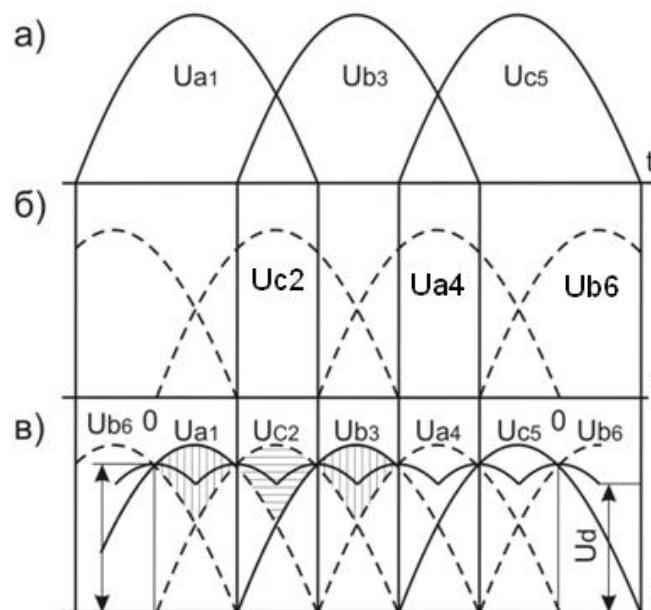 а)
Ua1 Ub3 Uc5
t
б)
Uc2 Ua4 Ub6
в)
Ub6 0 Ua1 Uc2 Ub3 Ua4 Uc5 0 Ub6
Ud